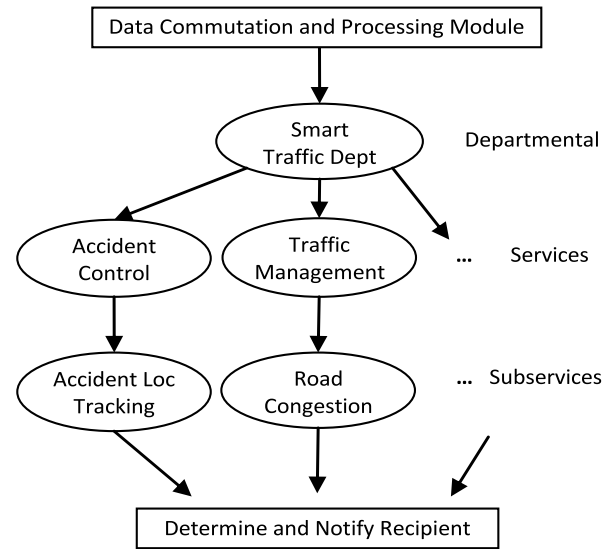 Data Commutation and Processing Module
Smart
Traffic Dept
Departmental
Accident
Control
Traffic
Management
... Services
Accident Loc
Tracking
Road
Congestion
... Subservices
Determine and Notify Recipient